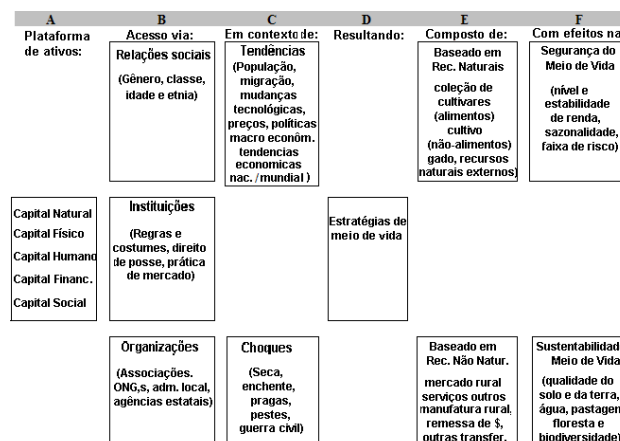 A B C D E F
Plataforma de ativos:
Acesso via:
Em contexto de:
Resultando:
Composto de:
Com efeitos na
Relações sociais
(Gênero, classe,
idade e etnia)
Tendências
(População,
migração,
mudanças
tecnológicas,
preços, políticas
macro econôm.
tendencias
economicas
nac. /mundial )
Baseado em
Rec. Naturais
coleção de
cultivares
(alimentos)
cultivo
(não-alimentos)
gado, recursos
naturais externos)
Segurança do
Meio de Vida
(nível e
estabilidade
de renda,
sazonalidade,
faixa de risco)
Capital Natural
Capital Físico
Capital Humano
Capital Financ.
Capital Social
Instituições
(Regras e
costumes, direito
de posse, prática
de mercado)
Estratégias de
meio de vida
Organizações
(Associações.
ONG,s, adm. local,
agências estatais)
Choques
(Seca,
enchente,
pragas,
pestes,
guerra civil)
Baseado em
Rec. Não Natur.
mercado rural
serviços outros
manufatura rural,
remessa de $,
outras transfer.
Sustentabilidad
Meio de Vida
(qualidade do
solo e da terra,
água, pastagen
floresta e
biodiversidade)